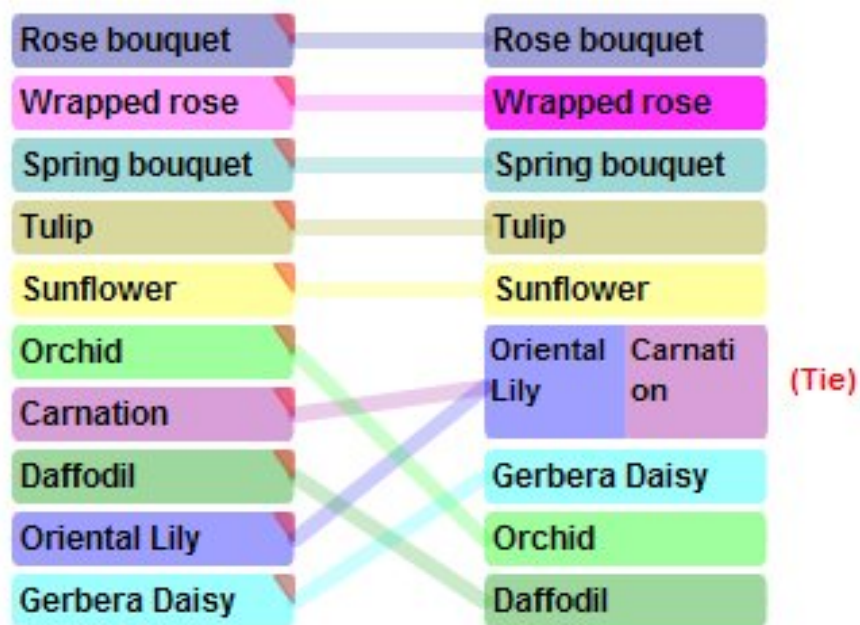 Rose bouquet
Rose bouquet
Wrapped rose
Wrapped rose
Spring bouquet
Spring bouquet
Tulip
Tulip
Sunflower
Sunflower
Orchid
Oriental
Lily
Carnati
on
(Tie)
Carnation
Daffodil
Gerbera Daisy
Oriental Lily
Orchid
Gerbera Daisy
Daffodil